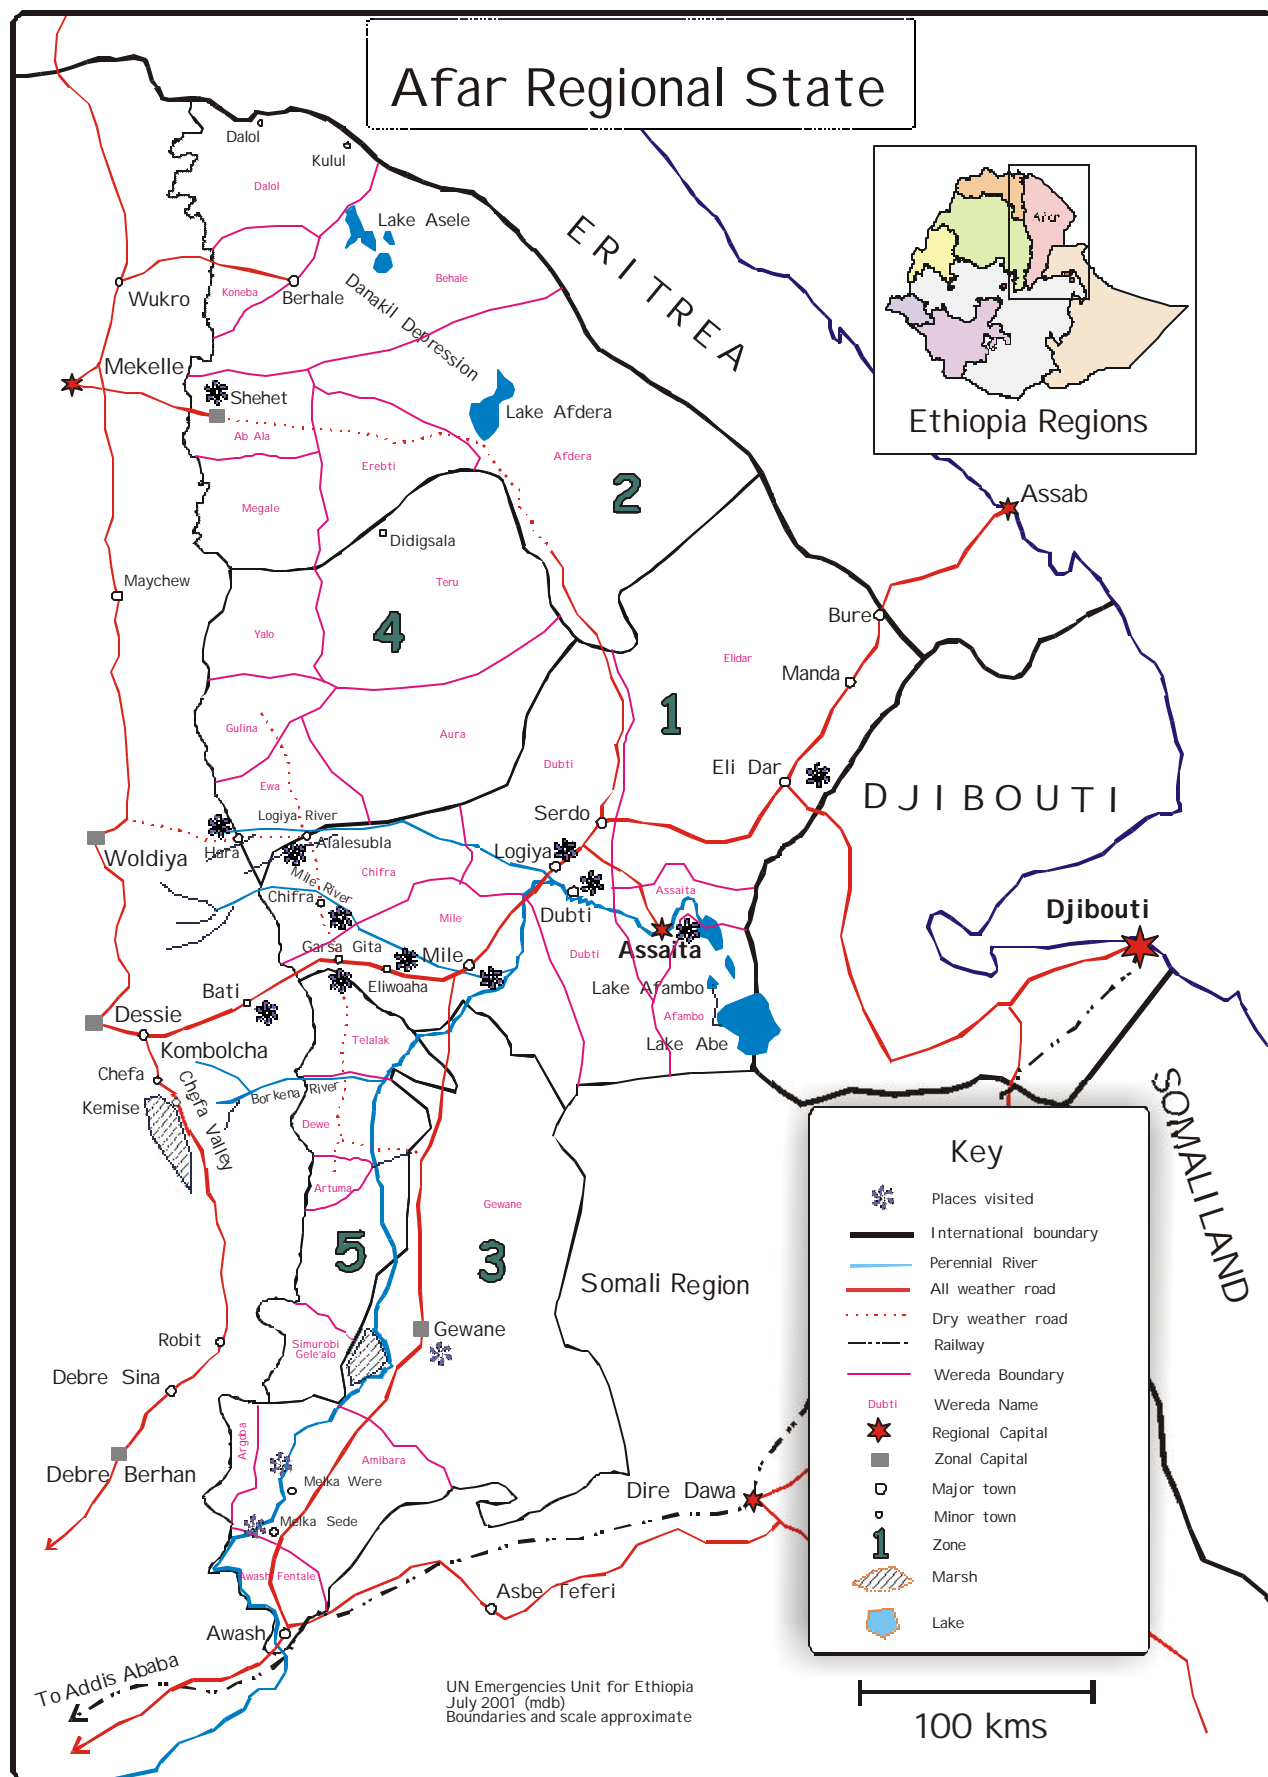 Afar Regional State
Dalol
Kulul
Dalol
Lake Asele
ERITREA
Afar
Ethiopia Regions
Behale
Koneba
Berhale
Wukro
Danakil Depression
Mekelle
Shehet
Lake Afdera
Ab Ala
Erebti
Afdera
2
Megale
Assab
Didigsala
Maychew
Teru
Bure
Yalo
4
Elidar
Manda
1
Gulina
Aura
Dubti
Eli Dar
DJIBOUTI
Ewa
Logiya River
Serdo
Woldiya
Hara
Alalesubla
Logiya
Mile River
Chifra
Assaita
Chifra
Dubti
Mile
Djibouti
Garsa Gita
Mile
Dubti
Assaita
Eliwoaha
Lake Afambo
Bati
Dessie
Afambo
Kombolcha
Telalak
Lake Abe
Chefa
Chefa Valley
Borkena River
Kemise
Dewe
SOMALILAND
Artuma
Gewane
5
3
Somali Region
Gewane
Robit
Simurobi
Gele'alo
Debre Sina
Argoba
Amibara
Debre Berhan
Melka Were
Dire Dawa
Melka Sede
Awash Fentale
Asbe Teferi
Awash
To Addis Ababa
Key
Places visited
International boundary
Perennial River
All weather road
Dry weather road
Railway
Wereda Boundary
Dubti Wereda Name
Regional Capital
Zonal Capital
Major town
Minor town
1 Zone
Marsh
Lake
UN Emergencies Unit for Ethiopia
July 2001 (mdb)
Boundaries and scale approximate
100 kms